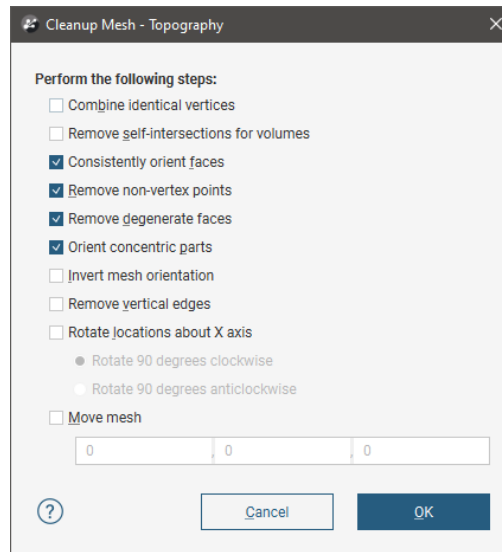 Cleanup Mesh - Topography
Perform the following steps:
Combine identical vertices
Remove self-intersections for volumes
Consistently orient faces
Remove non-vertex points
Remove degenerate faces
Orient concentric parts
Invert mesh orientation
Remove vertical edges
Rotate locations about X axis
Rotate 90 degrees clockwise
Rotate 90 degrees anticlockwise
Move mesh
0 , 0 , 0
? Cancel OK